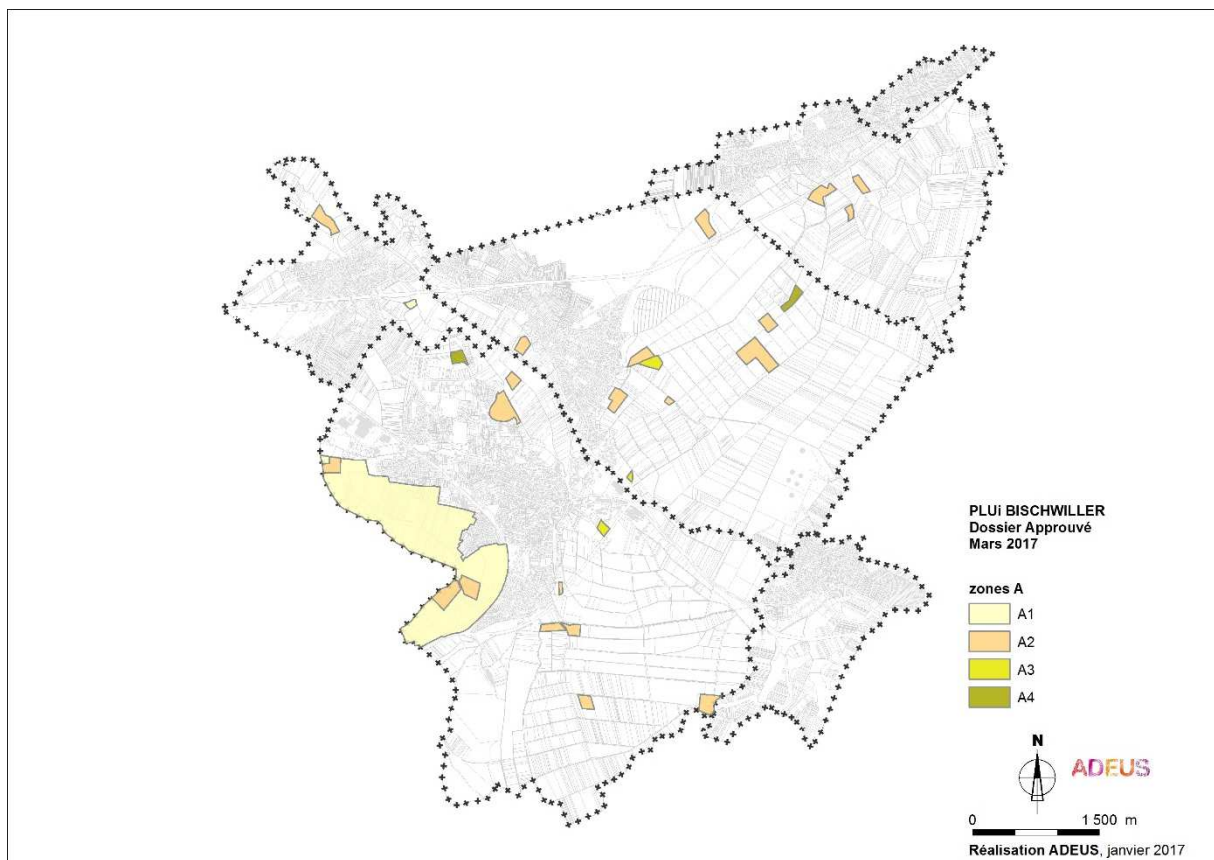 PLUi BISCHWILLER
Dossier Approuvé
Mars 2017
zones A
A1
A2
A3
A4
N
ADEUS
0 1 500 m
Réalisation ADEUS, janvier 2017